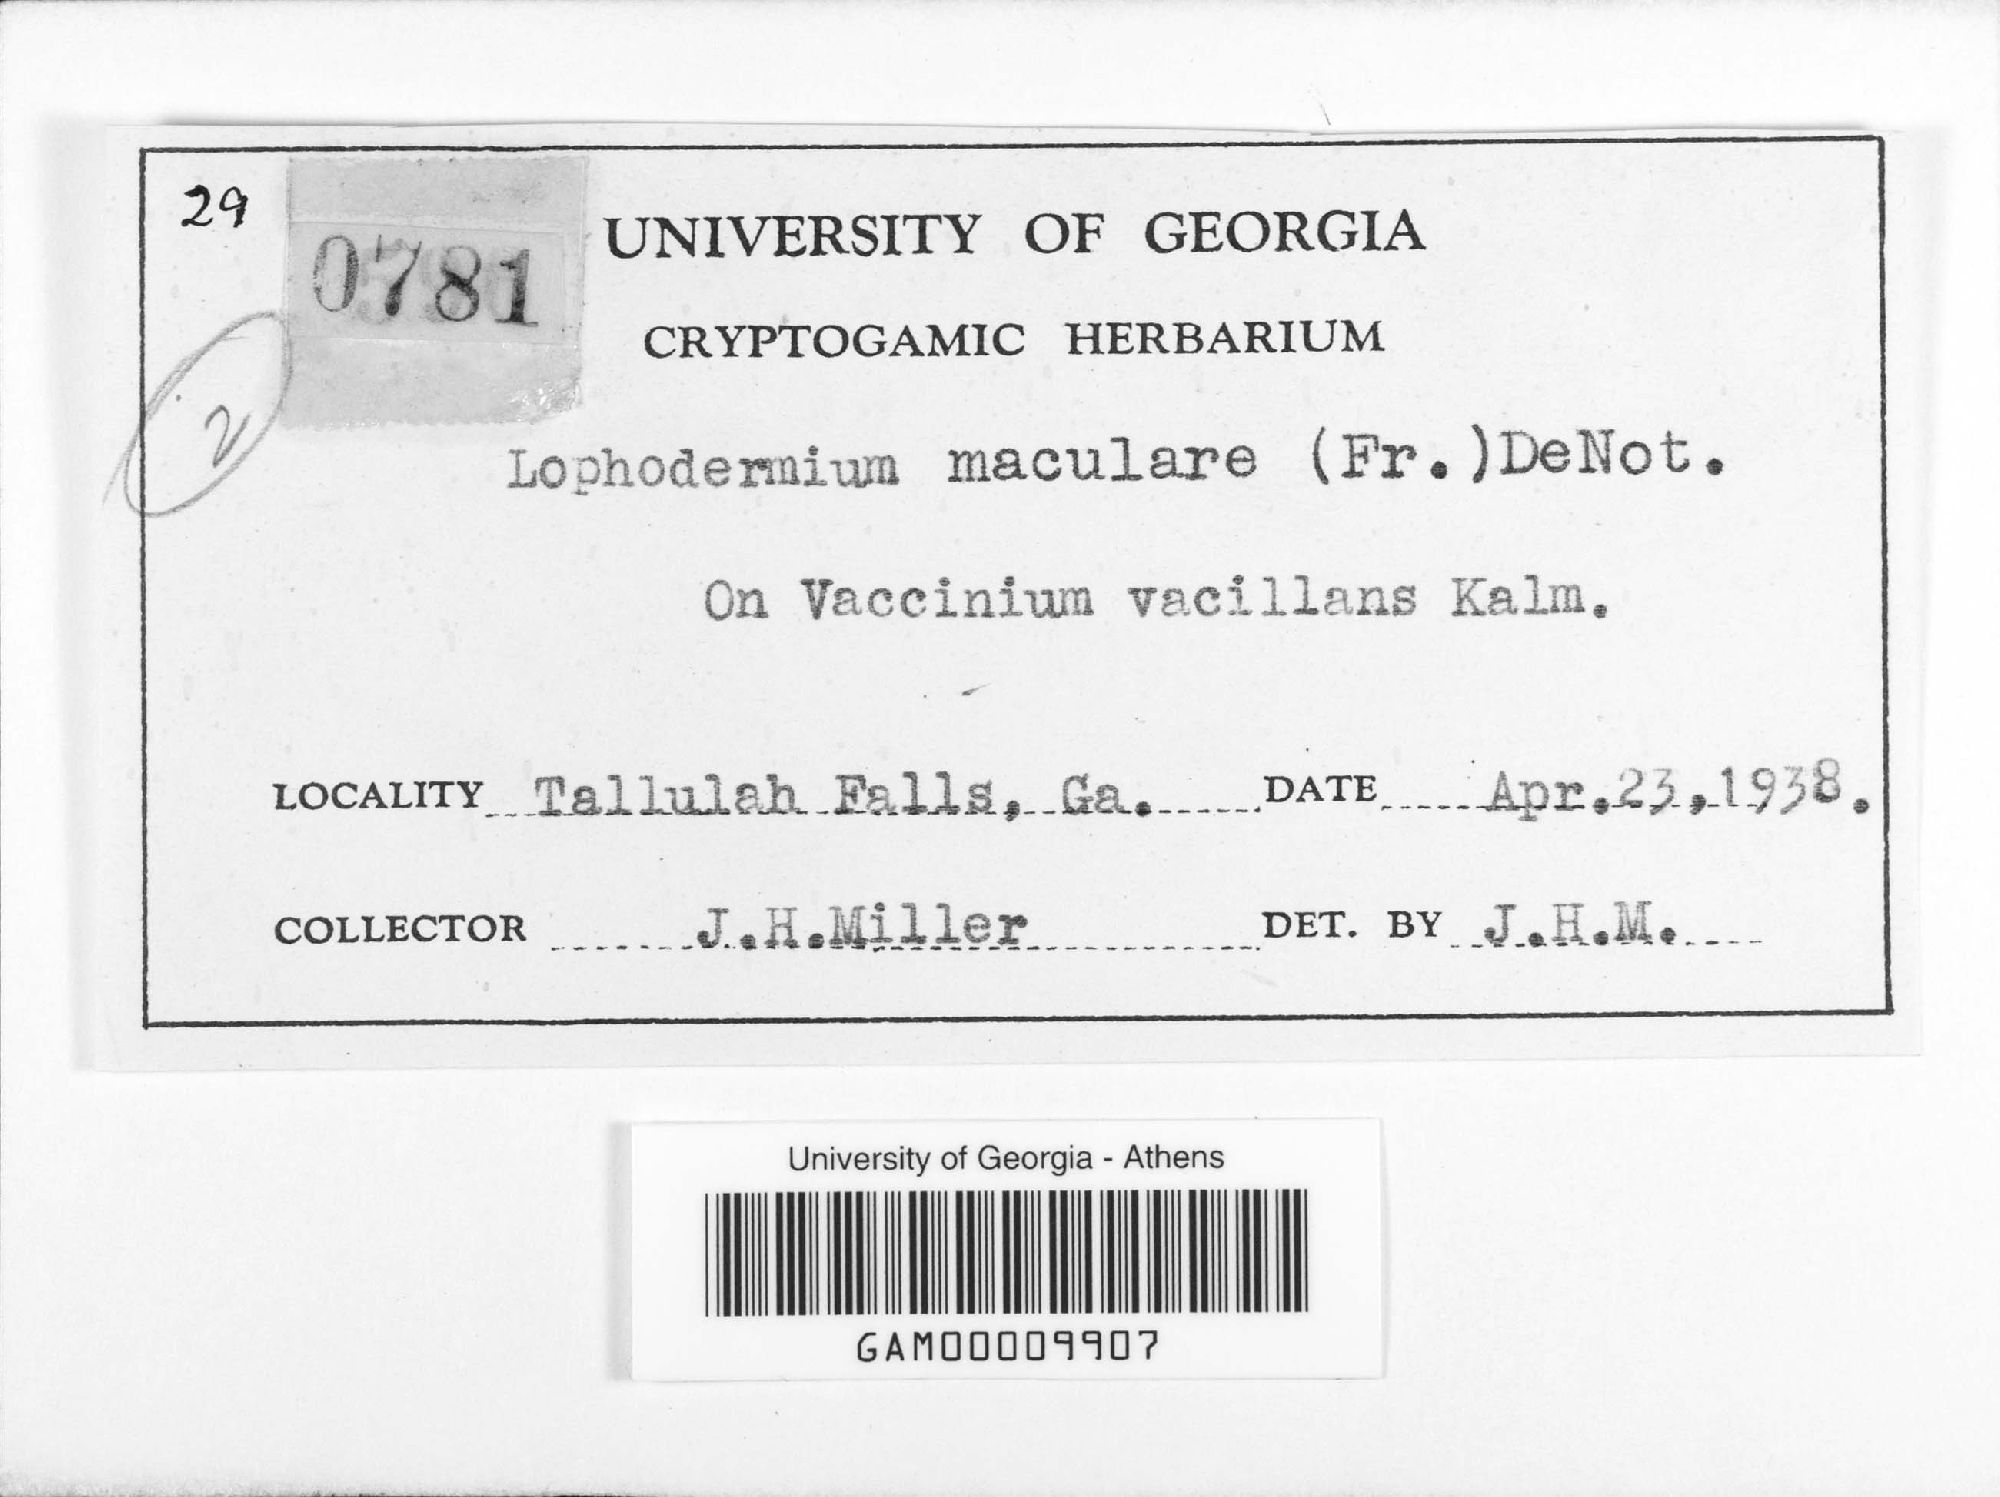 29
0781
2
UNIVERSITY OF GEORGIA
CRYPTOGAMIC HERBARIUM
Lophodermium maculare (Fr.)DeNot.
On Vaccinium vacillans Kalm.
LOCALITY Tallulah Falls, Ga. DATE Apr.23,1938.
COLLECTOR J.H.Miller DET. BY J.H.M.
University of Georgia - Athens
GAM00009907